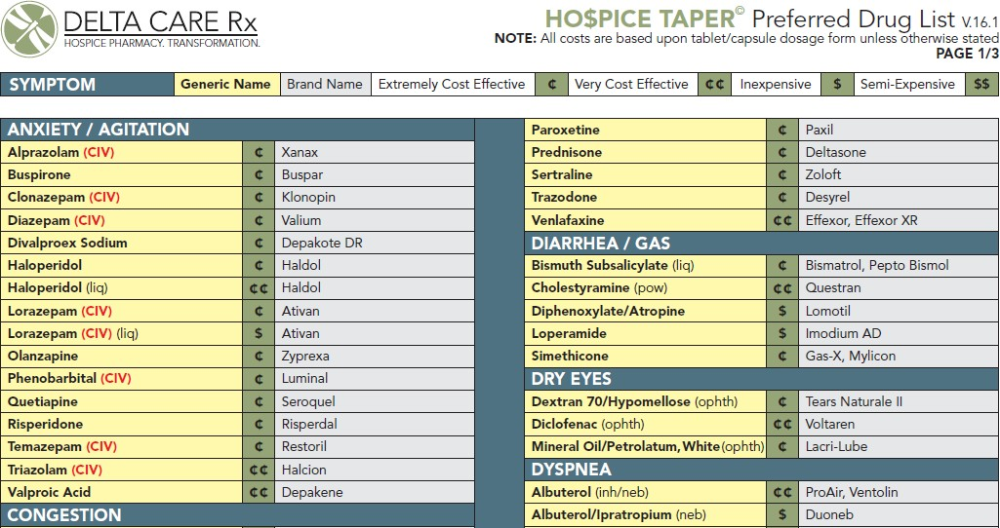 DELTA CARE Rx
HOSPICE PHARMACY. TRANSFORMATION.
HO$PICE TAPER© Preferred Drug List V.16.1
NOTE: All costs are based upon tablet/capsule dosage form unless otherwise stated
PAGE 1/3
SYMPTOM Generic Name Brand Name Extremely Cost Effective ¢ Very Cost Effective ¢¢ Inexpensive $ Semi-Expensive $$
ANXIETY / AGITATION
Alprazolam (CIV) ¢ Xanax
Buspirone ¢ Buspar
Clonazepam (CIV) ¢ Klonopin
Diazepam (CIV) ¢ Valium
Divalproex Sodium ¢ Depakote DR
Haloperidol ¢ Haldol
Haloperidol (liq) ¢¢ Haldol
Lorazepam (CIV) ¢ Ativan
Lorazepam (CIV) (liq) $ Ativan
Olanzapine ¢ Zyprexa
Phenobarbital (CIV) ¢ Luminal
Quetiapine ¢ Seroquel
Risperidone ¢ Risperdal
Temazepam (CIV) ¢ Restoril
Triazolam (CIV) ¢¢ Halcion
Valproic Acid ¢¢ Depakene
CONGESTION
Paroxetine ¢ Paxil
Prednisone ¢ Deltasone
Sertraline ¢ Zoloft
Trazodone ¢ Desyrel
Venlafaxine ¢¢ Effexor, Effexor XR
DIARRHEA / GAS
Bismuth Subsalicylate (liq) ¢ Bismatrol, Pepto Bismol
Cholestyramine (pow) ¢¢ Questran
Diphenoxylate/Atropine $ Lomotil
Loperamide $ Imodium AD
Simethicone ¢ Gas-X, Mylicon
DRY EYES
Dextran 70/Hypomellose (ophth) ¢ Tears Naturale II
Diclofenac (ophth) ¢¢ Voltaren
Mineral Oil/Petrolatum, White (ophth) ¢ Lacri-Lube
DYSPNEA
Albuterol (inh/neb) ¢¢ ProAir, Ventolin
Albuterol/Ipratropium (neb) $ Duoneb